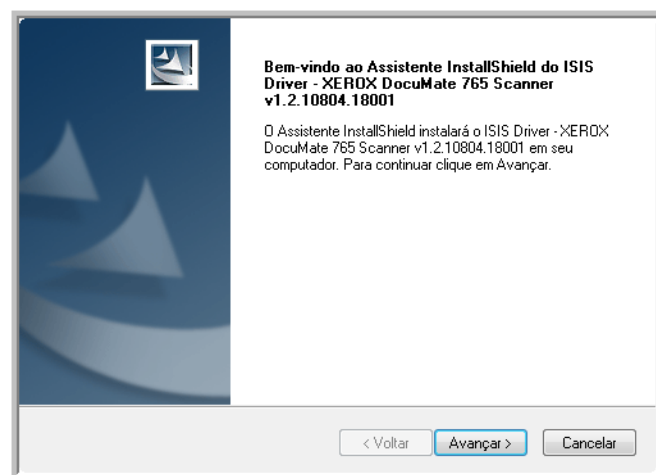 Bem-vindo ao Assistente InstallShield do ISIS
Driver - XEROX DocuMate 765 Scanner
v1.2.10804.18001
O Assistente InstallShield instalará o ISIS Driver - XEROX
DocuMate 765 Scanner v1.2.10804.18001 em seu
computador. Para continuar clique em Avançar.
< Voltar Avançar > Cancelar